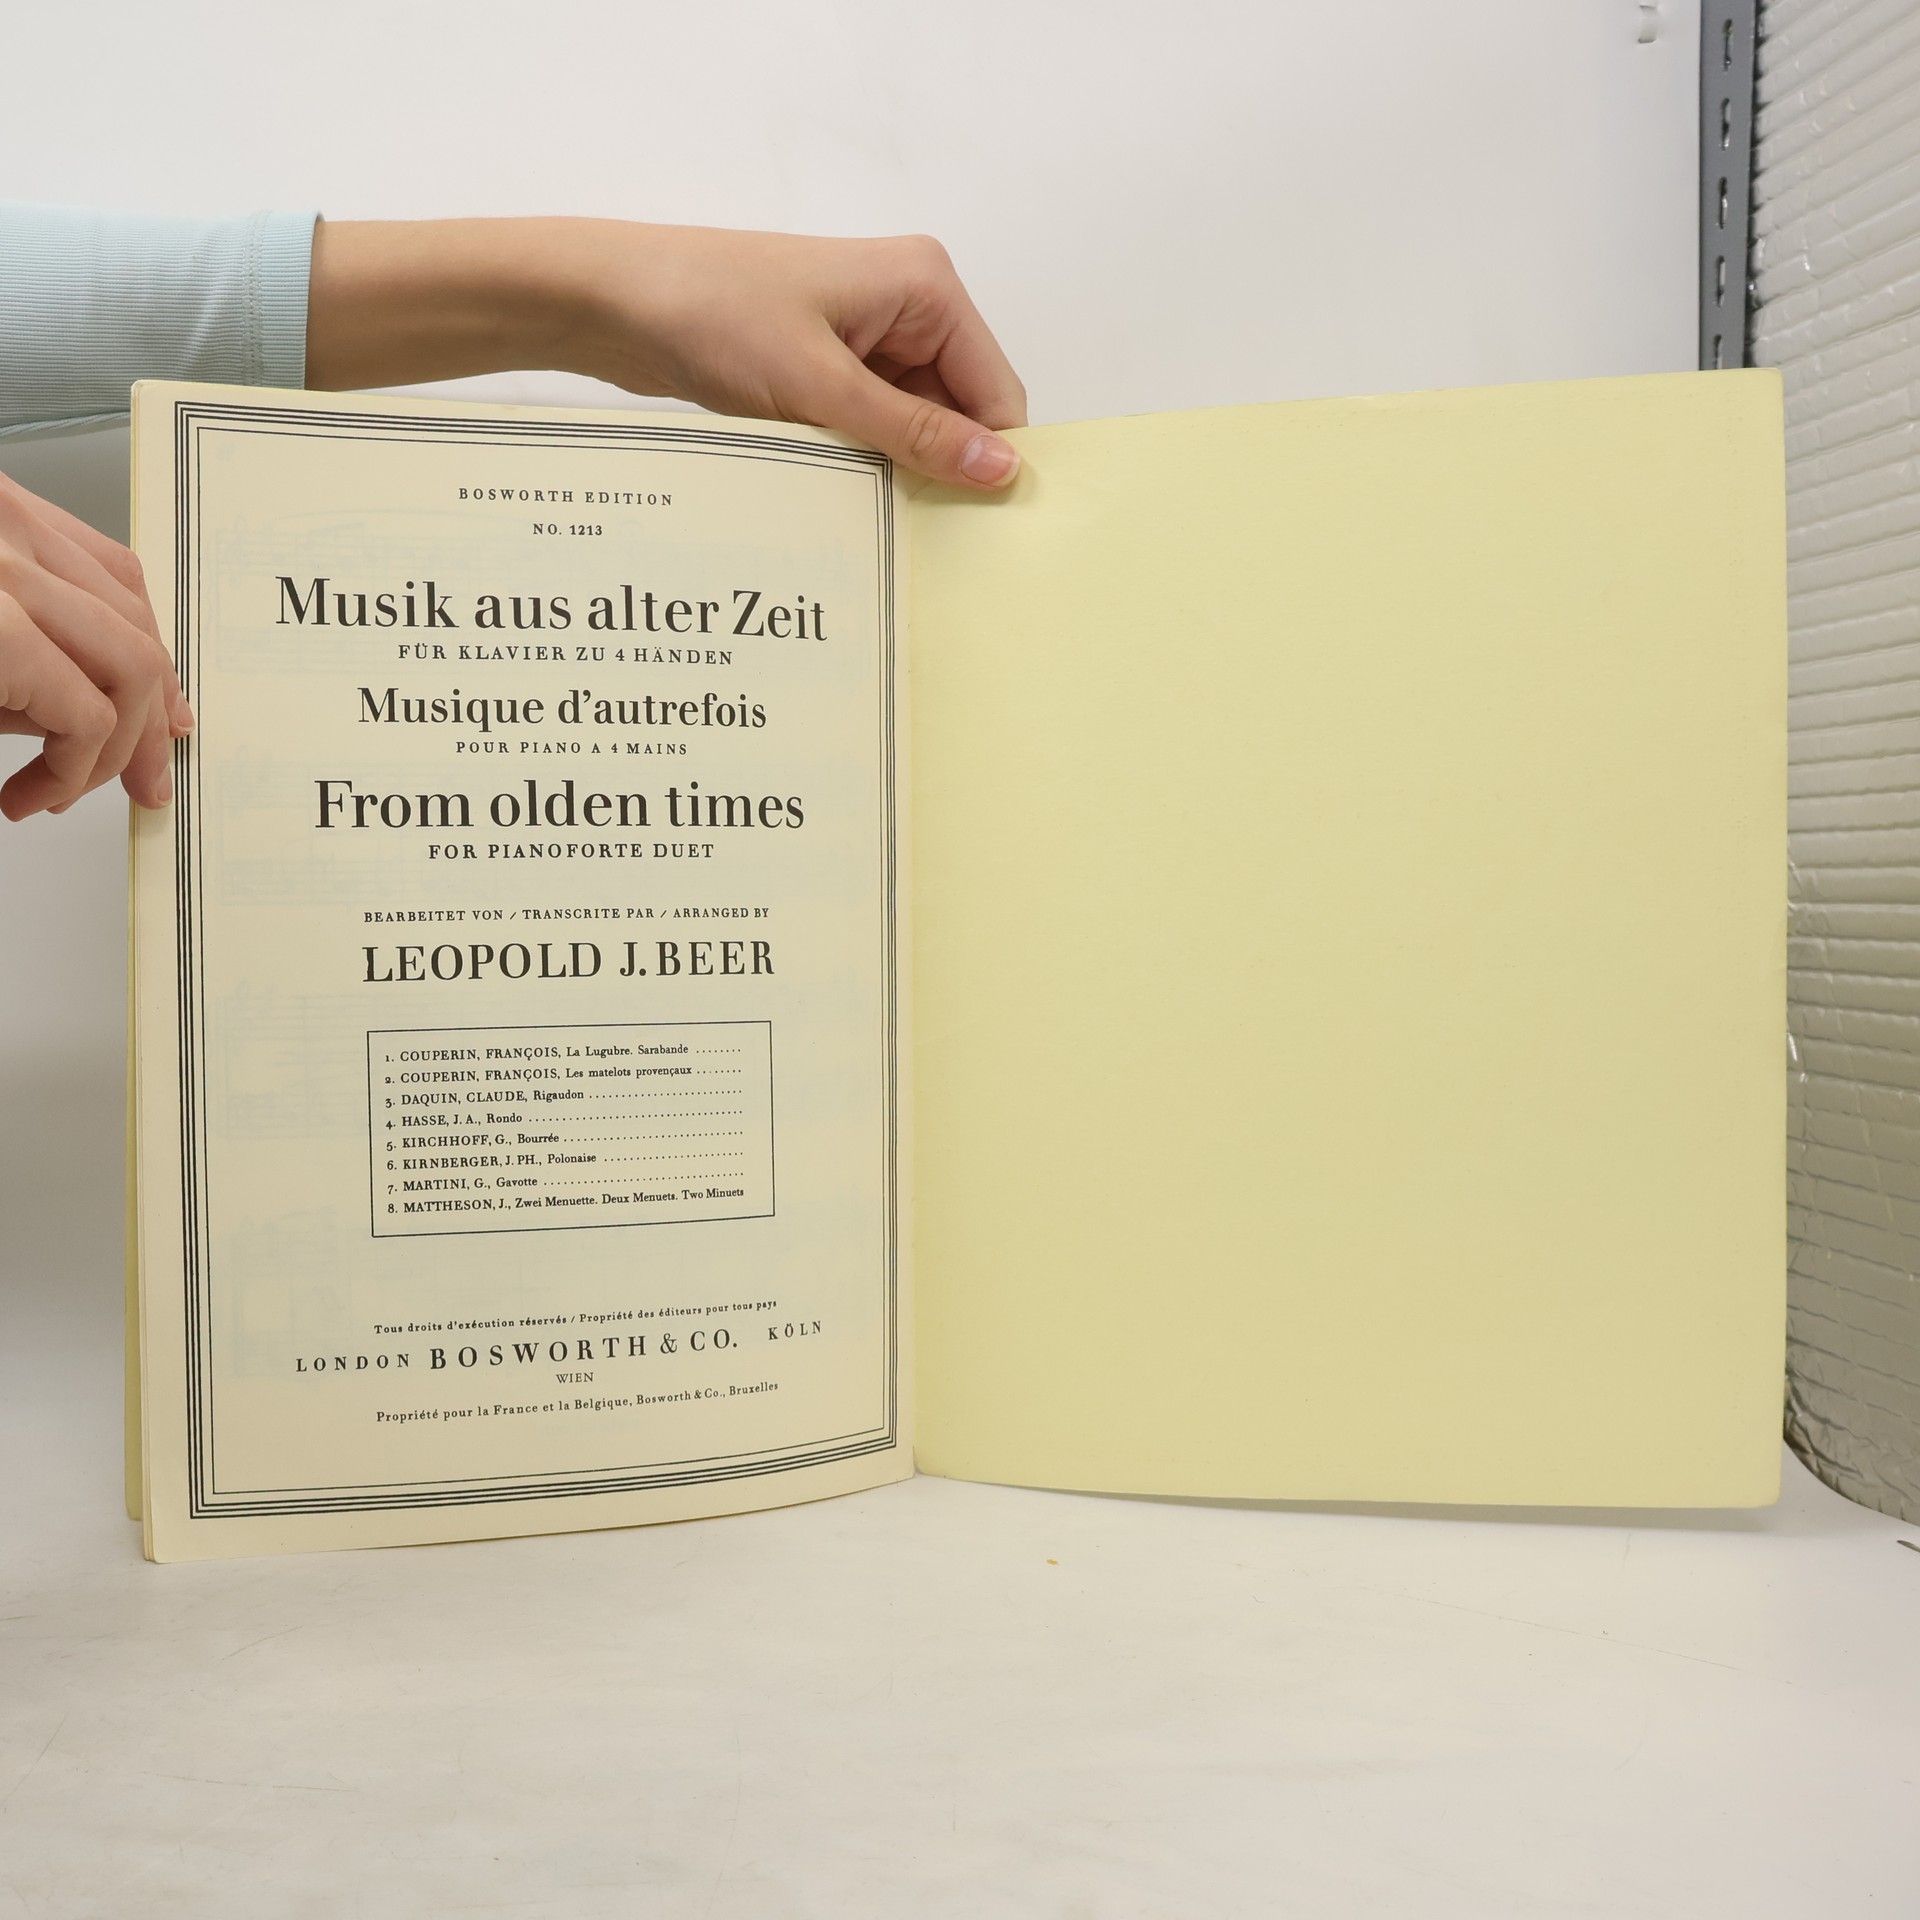 BOSWORTH EDITION
NO. 1213
Musik aus alter Zeit
FÜR KLAVIER ZU 4 HÄNDEN
Musique d’autrefois
POUR PIANO A 4 MAINS
From olden times
FOR PIANOFORTE DUET
BEARBEITET VON / TRANSCRITE PAR / ARRANGED BY
LEOPOLD J. BEER
1. COUPERIN, FRANÇOIS, La Lugubre. Sarabande ........
2. COUPERIN, FRANÇOIS, Les matelots provençaux ........
3. DAQUIN, CLAUDE, Rigaudon ........................
4. HASSE, J. A., Rondo ..................................
5. KIRCHHOFF, G., Bourrée ............................
6. KIRNBERGER, J. PH., Polonaise ......................
7. MARTINI, G., Gavotte ...............................
8. MATTHESON, J., Zwei Menuette. Deux Menuets. Two Minuets
Tous droits d’exécution réservés / Propriété des éditeurs pour tous pays
LONDON BOSWORTH & CO. KÖLN
WIEN
Propriété pour la France et la Belgique, Bosworth & Co., Bruxelles